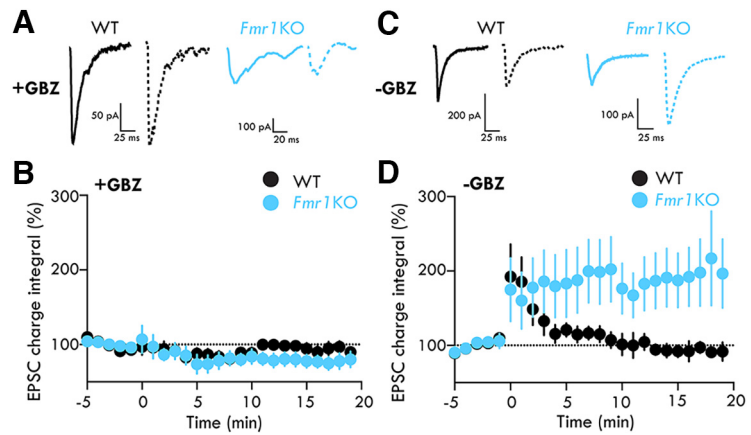 A
WT
Fmr1KO
+GBZ
50 pA
25 ms
100 pA
20 ms
C
WT
Fmr1KO
-GBZ
200 pA
25 ms
100 pA
25 ms
B
+GBZ
WT
Fmr1KO
EPSC charge integral (%)
300
200
100
-5 0 5 10 15 20
Time (min)
D
-GBZ
WT
Fmr1KO
EPSC charge integral (%)
300
200
100
-5 0 5 10 15 20
Time (min)